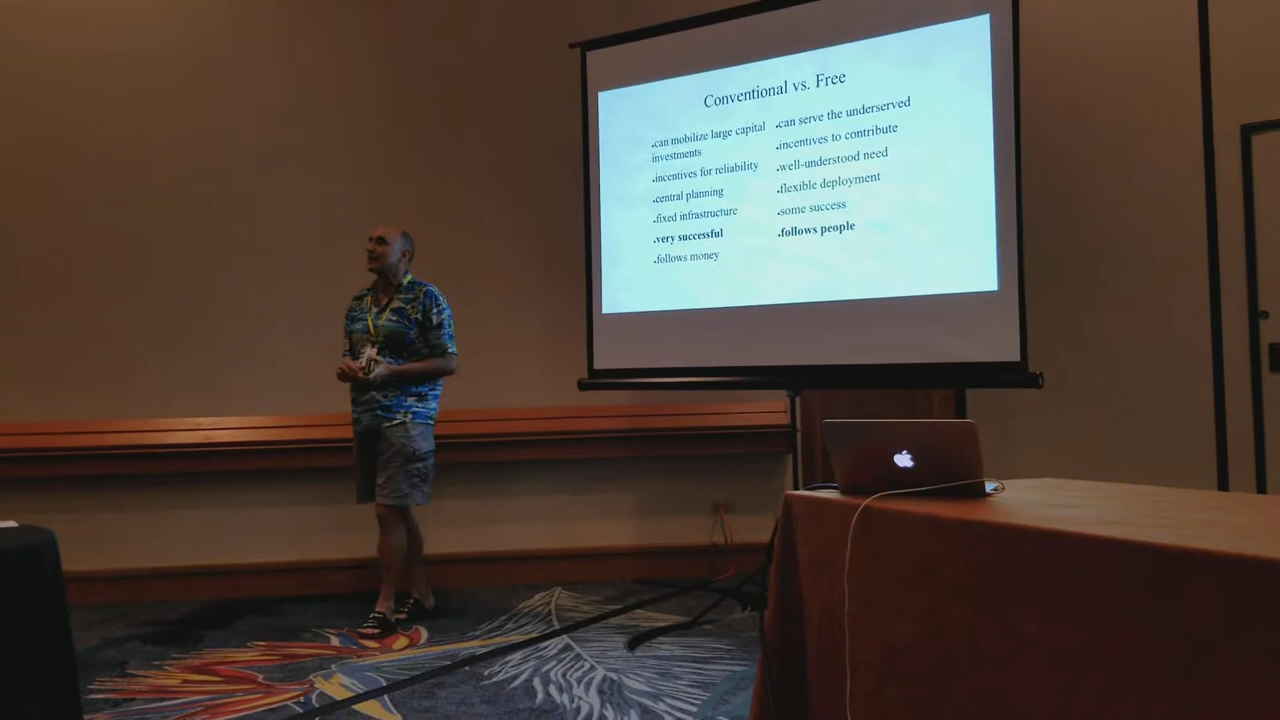 Conventional vs. Free
.can mobilize large capital
investments
.incentives for reliability
.central planning
.fixed infrastructure
.very successful
.follows money
.can serve the underserved
.incentives to contribute
.well-understood need
.flexible deployment
.some success
.follows people